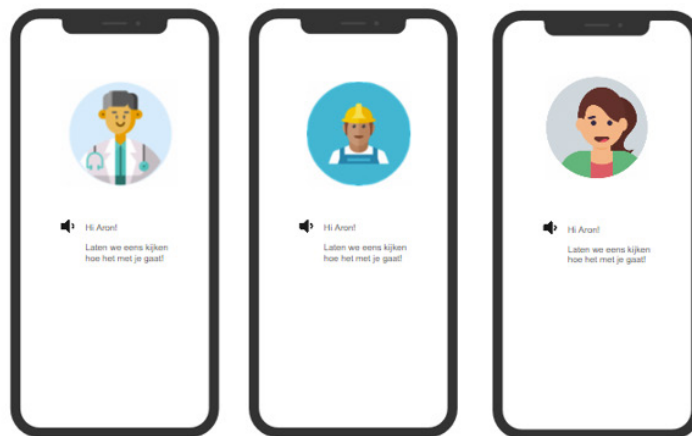 Hi Aron!
Laten we eens kijken
hoe het met je gaat!
Hi Aron!
Laten we eens kijken
hoe het met je gaat!
Hi Aron!
Laten we eens kijken
hoe het met je gaat!